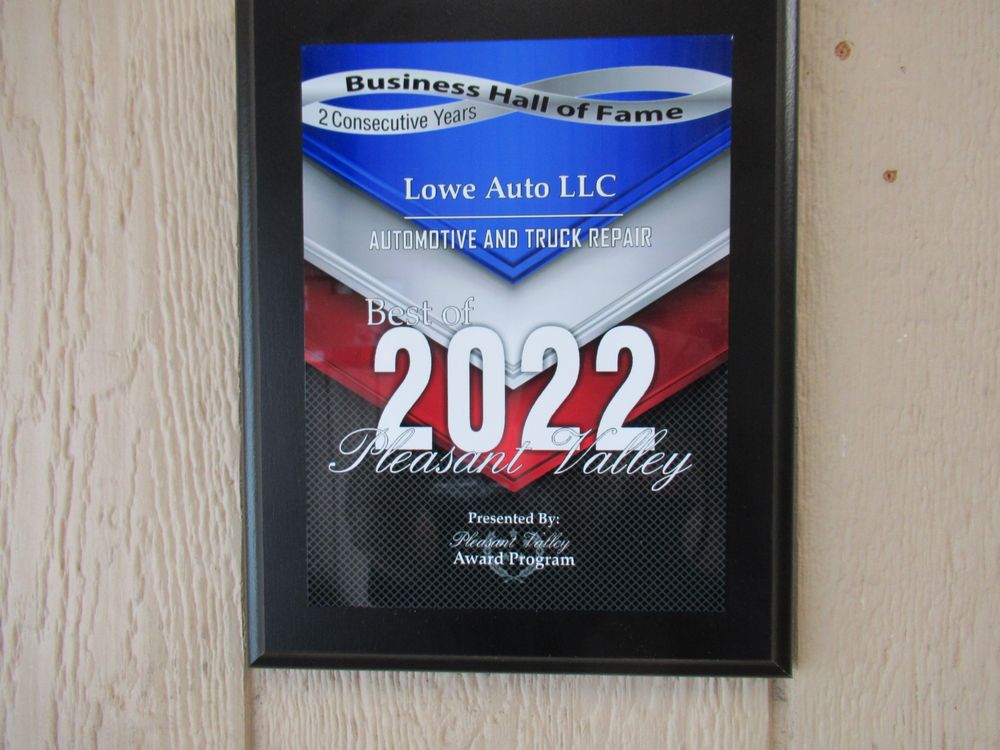 Business Hall of Fame
2 Consecutive Years
Lowe Auto LLC
AUTOMOTIVE AND TRUCK REPAIR
Best of
2022
Pleasant Valley
Presented By:
Pleasant Valley
Award Program